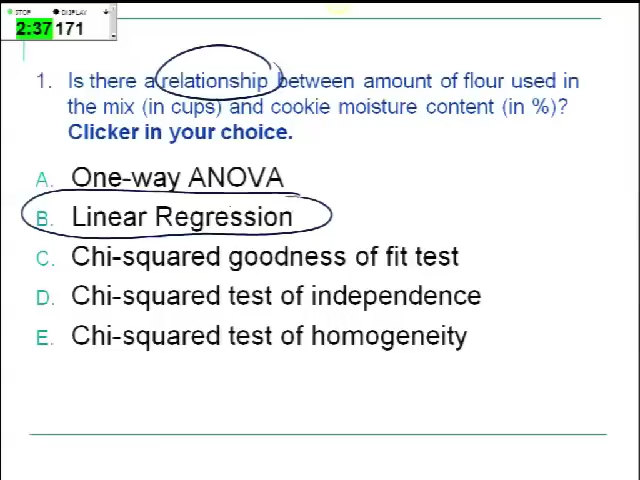 STOP DISPLAY
2:37 171
1. Is there a relationship between amount of flour used in
the mix (in cups) and cookie moisture content (in %)?
Clicker in your choice.
A. One-way ANOVA
B. Linear Regression
C. Chi-squared goodness of fit test
D. Chi-squared test of independence
E. Chi-squared test of homogeneity